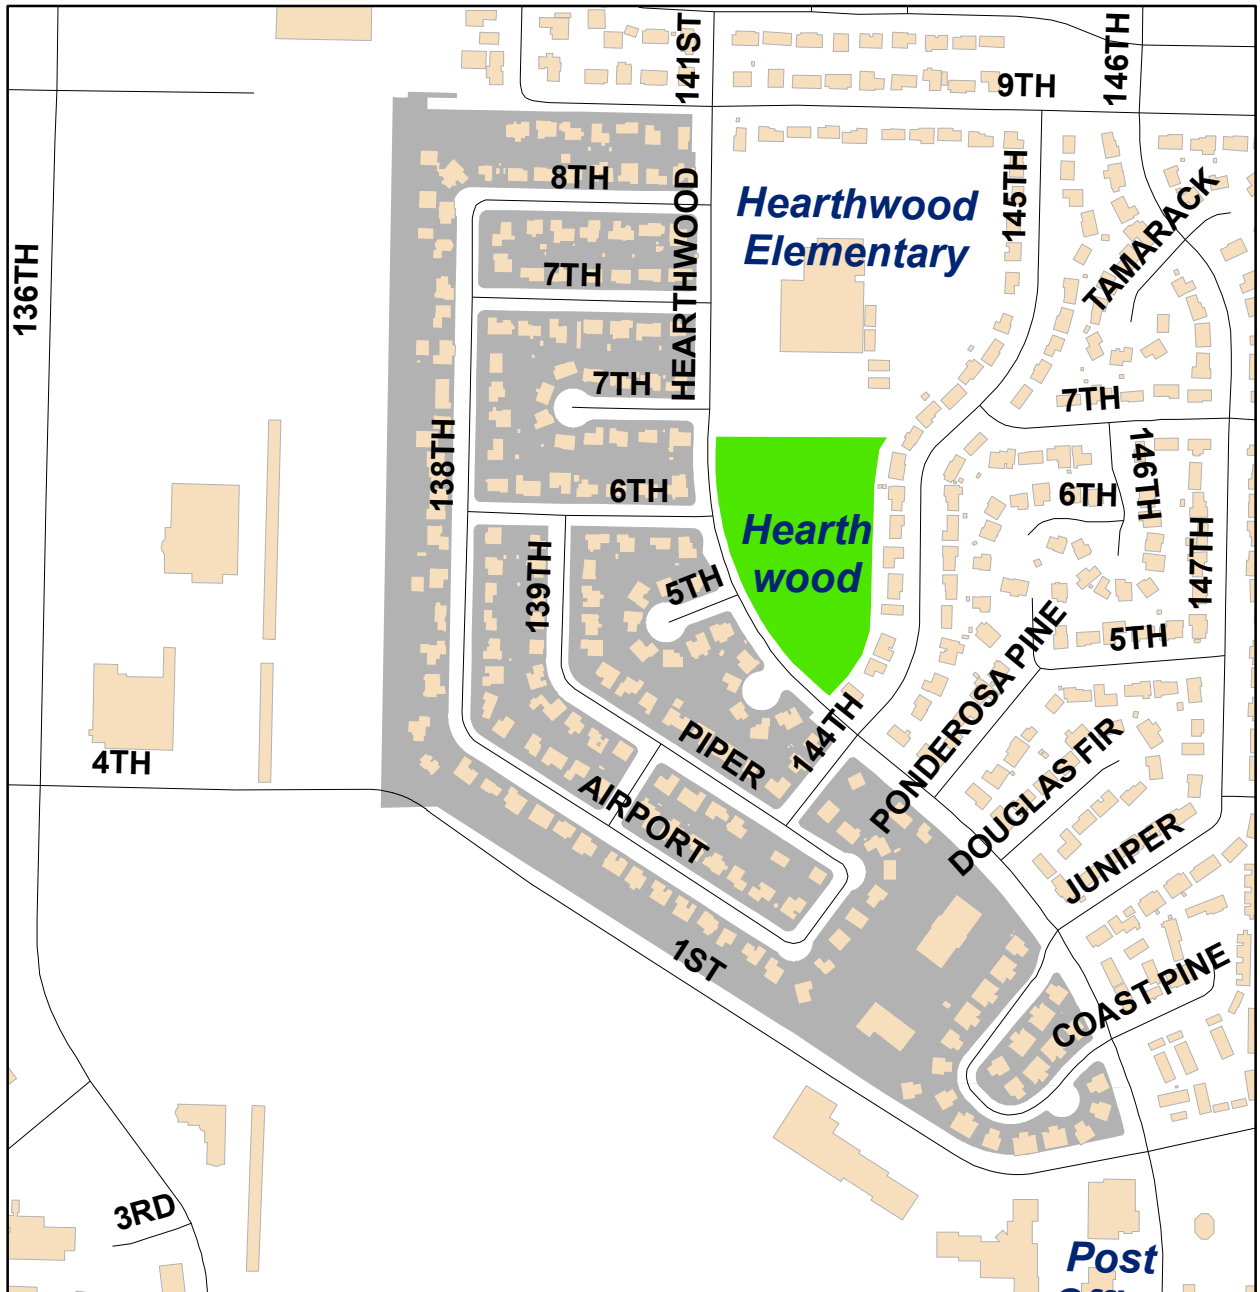 141ST
146TH
9TH
8TH
HEARTHWOOD
Hearthwood
Elementary
145TH
TAMARACK
136TH
7TH
7TH
7TH
138TH
6TH
146TH
6TH
147TH
Hearth
wood
139TH
5TH
5TH
PONDEROSA PINE
144TH
PIPER
DOUGLAS FIR
4TH
AIRPORT
JUNIPER
1ST
COAST PINE
3RD
Post